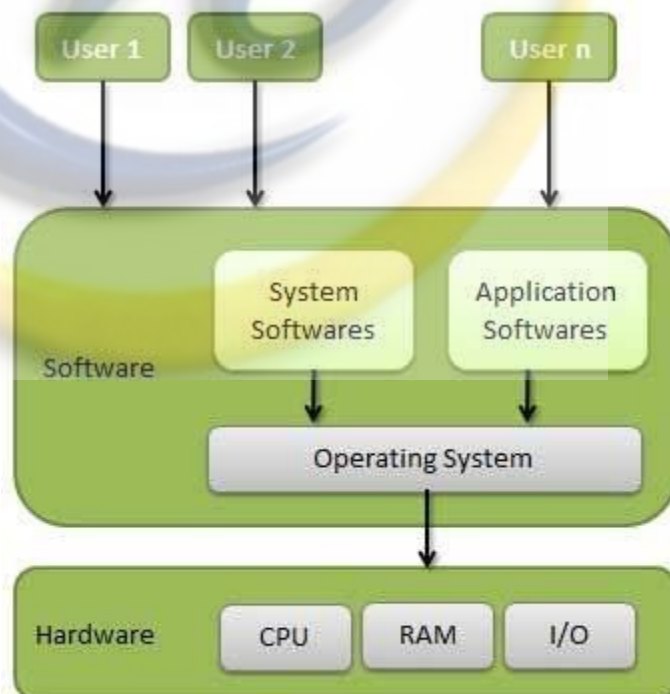 User 1
User 2
User n
System
Softwares
Application
Softwares
Software
Operating System
Hardware
CPU
RAM
I/O